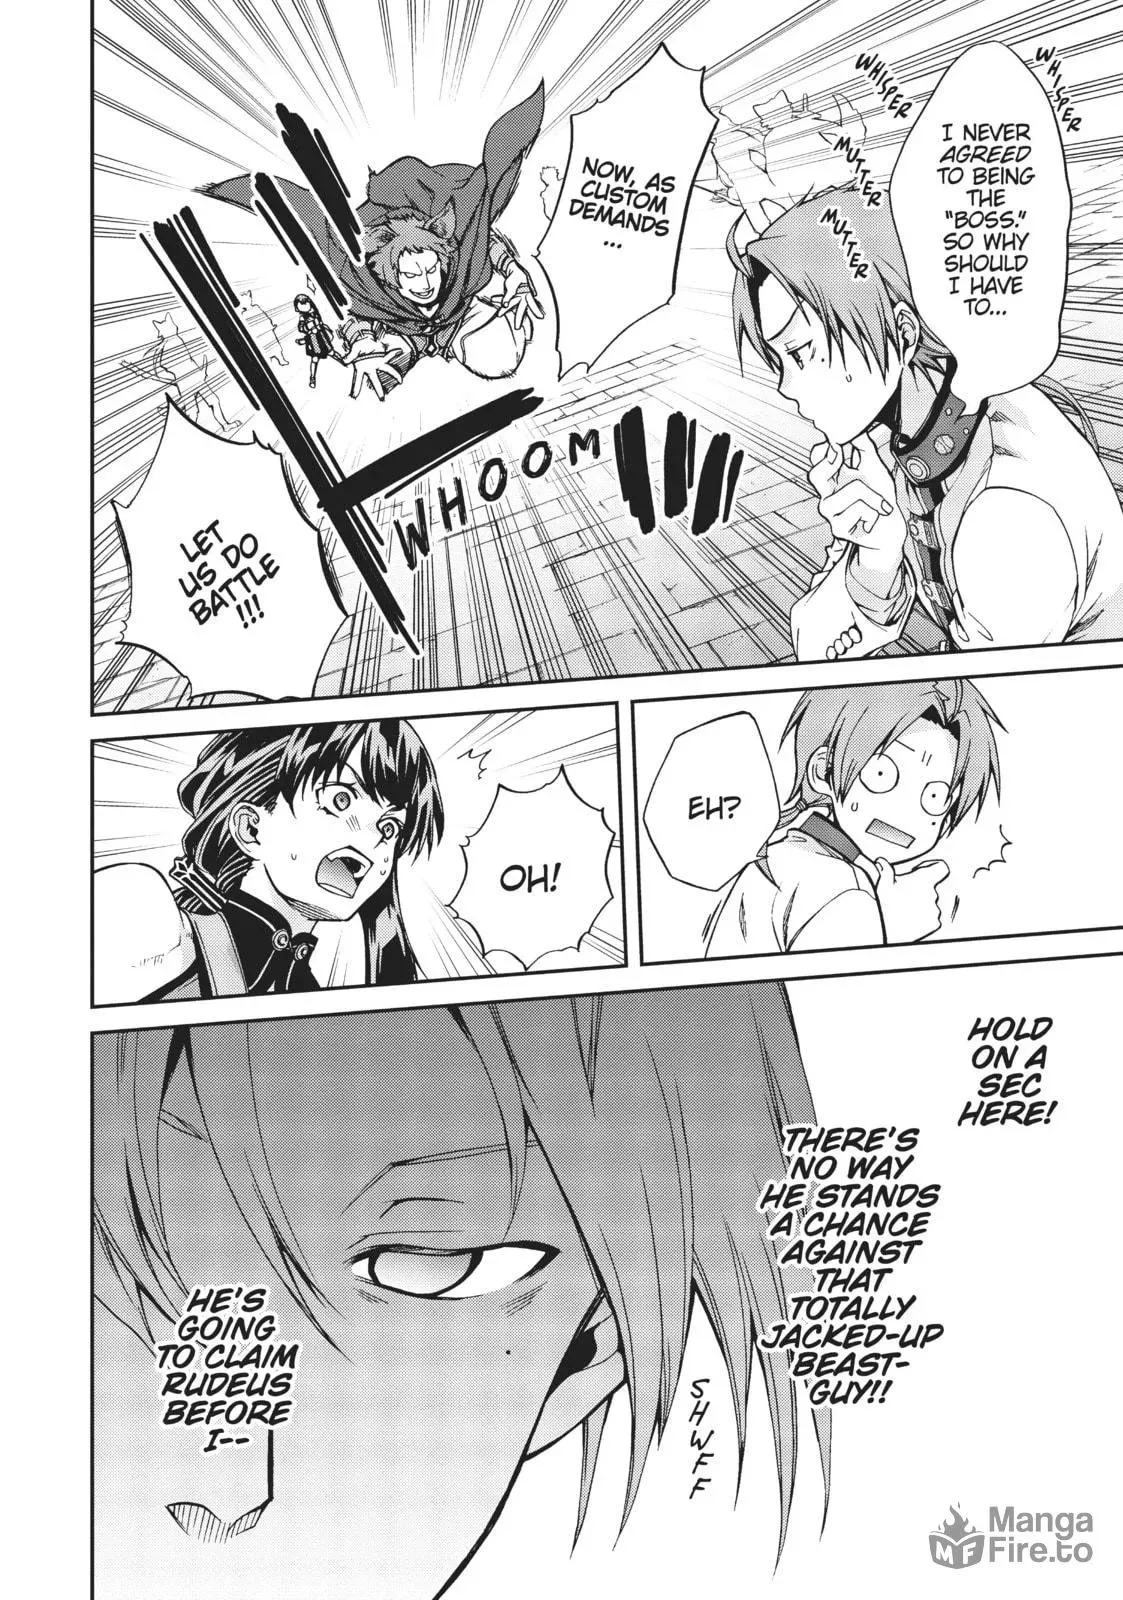 WHISPER
WHISPER
MUTTER
MUTTER
I NEVER
AGREED
TO BEING
THE
"BOSS."
SO WHY
SHOULD
I HAVE
TO...
NOW, AS
CUSTOM
DEMANDS
...
WHOOM
LET
US DO
BATTLE
!!!
EH?
OH!
HOLD
ON A
SEC
HERE!
THERE'S
NO WAY
HE STANDS
A CHANCE
AGAINST
THAT
TOTALLY
JACKED-UP
BEAST-
GUY!!
SHWFF
HE'S
GOING
TO CLAIM
RUDEUS
BEFORE
I--
MF
Manga
Fire.to